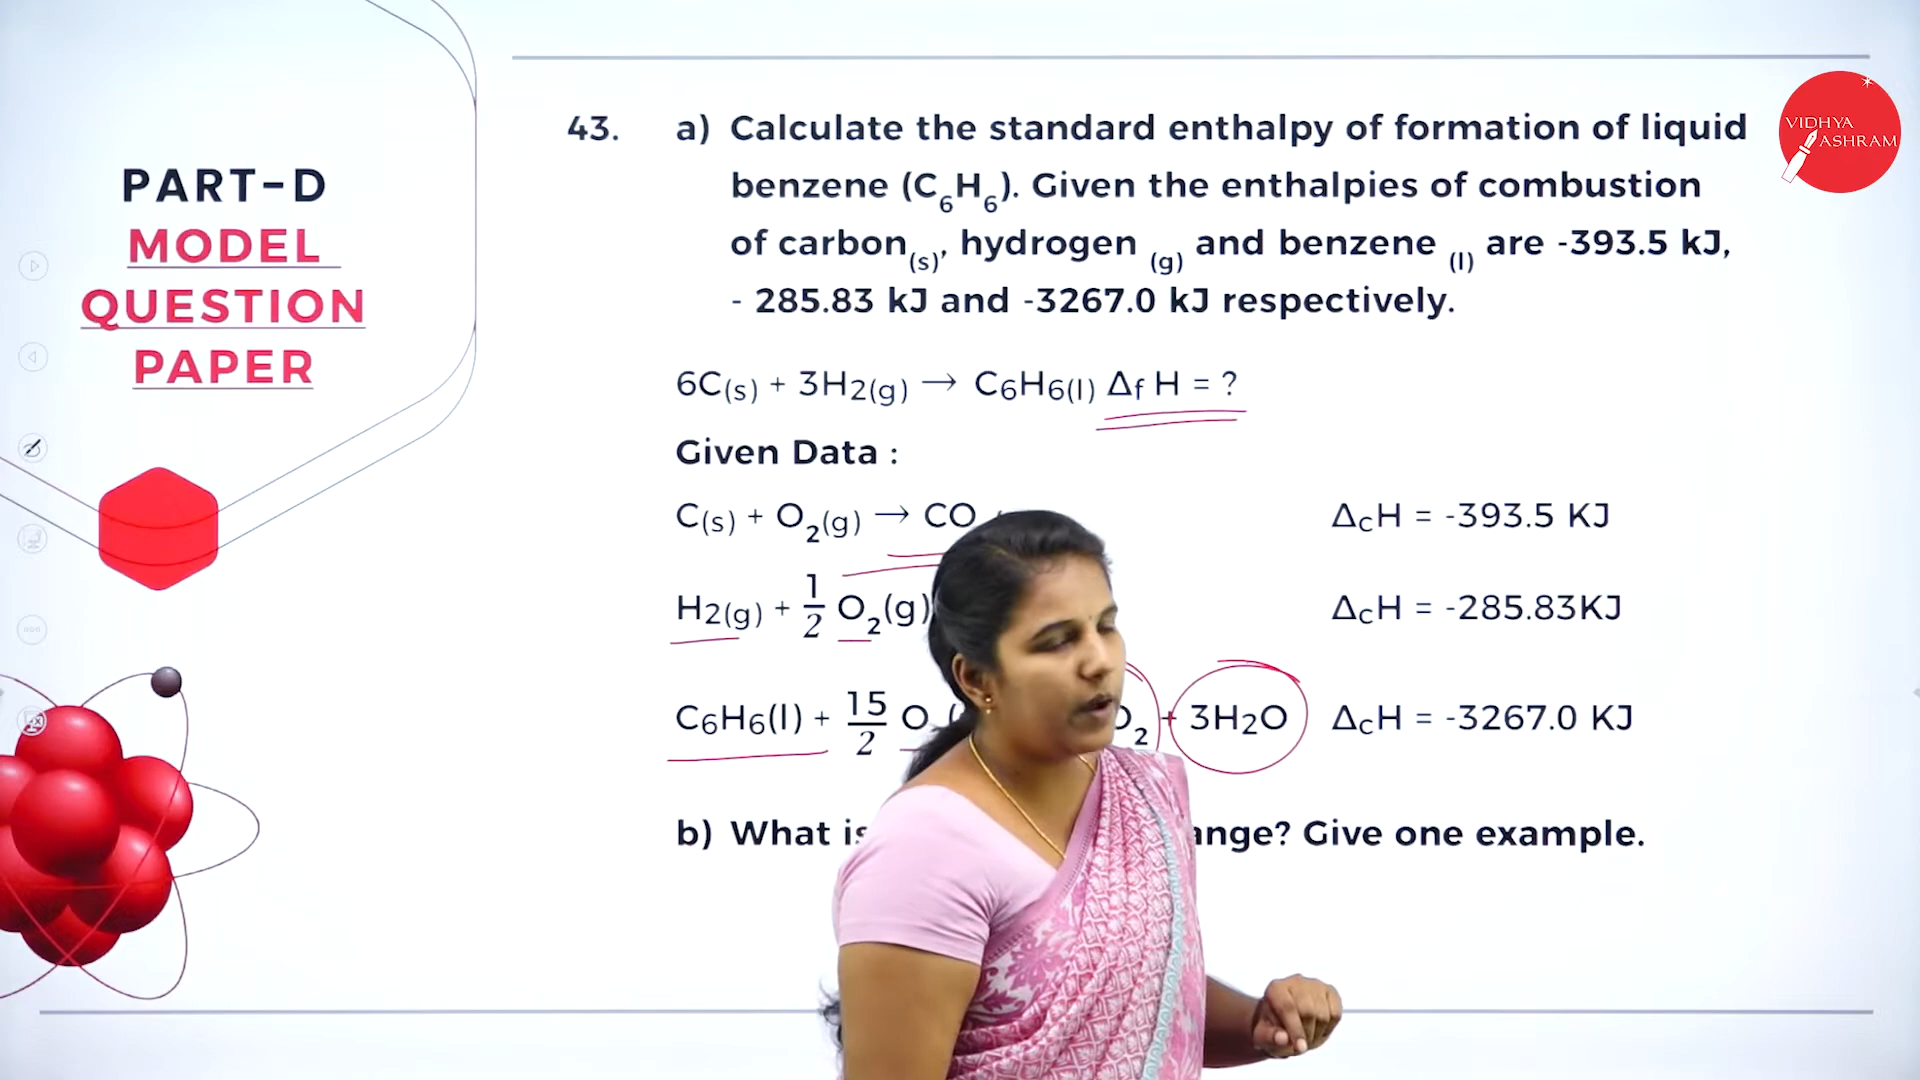 PART-D
MODEL
QUESTION
PAPER
VIDHYA
ASHRAM
43. a) Calculate the standard enthalpy of formation of liquid
benzene (C₆H₆). Given the enthalpies of combustion
of carbon(s), hydrogen (g) and benzene (l) are -393.5 kJ,
- 285.83 kJ and -3267.0 kJ respectively.
6C(s) + 3H2(g) → C6H6(l) Δf H = ?
Given Data :
C(s) + O₂(g) → CO ΔcH = -393.5 KJ
H2(g) + 1/2 O₂(g) ΔcH = -285.83KJ
C6H6(l) + 15/2 O ₂ + 3H2O ΔcH = -3267.0 KJ
b) What is Give one example.